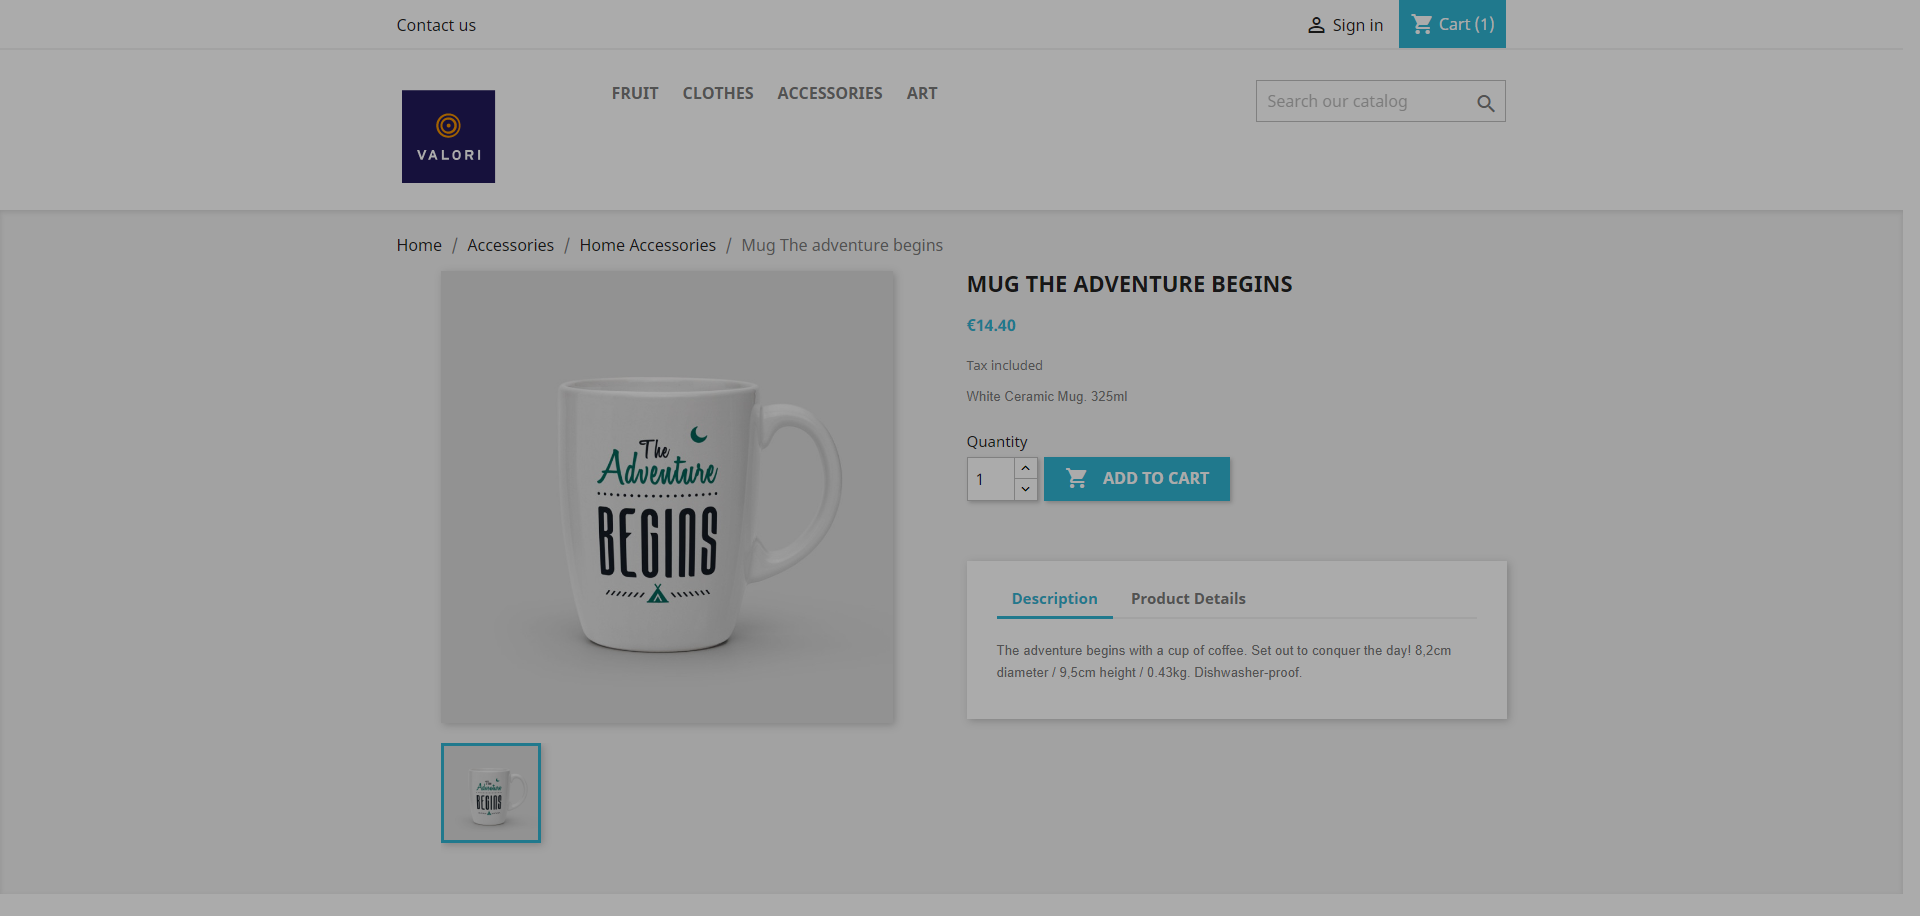 Contact us
Sign in
Cart (1)
VALORI
FRUIT CLOTHES ACCESSORIES ART
Search our catalog
Home / Accessories / Home Accessories / Mug The adventure begins
The
Adventure
BEGINS
MUG THE ADVENTURE BEGINS
€14.40
Tax included
White Ceramic Mug. 325ml
Quantity
1
ADD TO CART
Description Product Details
The adventure begins with a cup of coffee. Set out to conquer the day! 8,2cm
diameter / 9,5cm height / 0.43kg. Dishwasher-proof.
The
Adventure
BEGINS